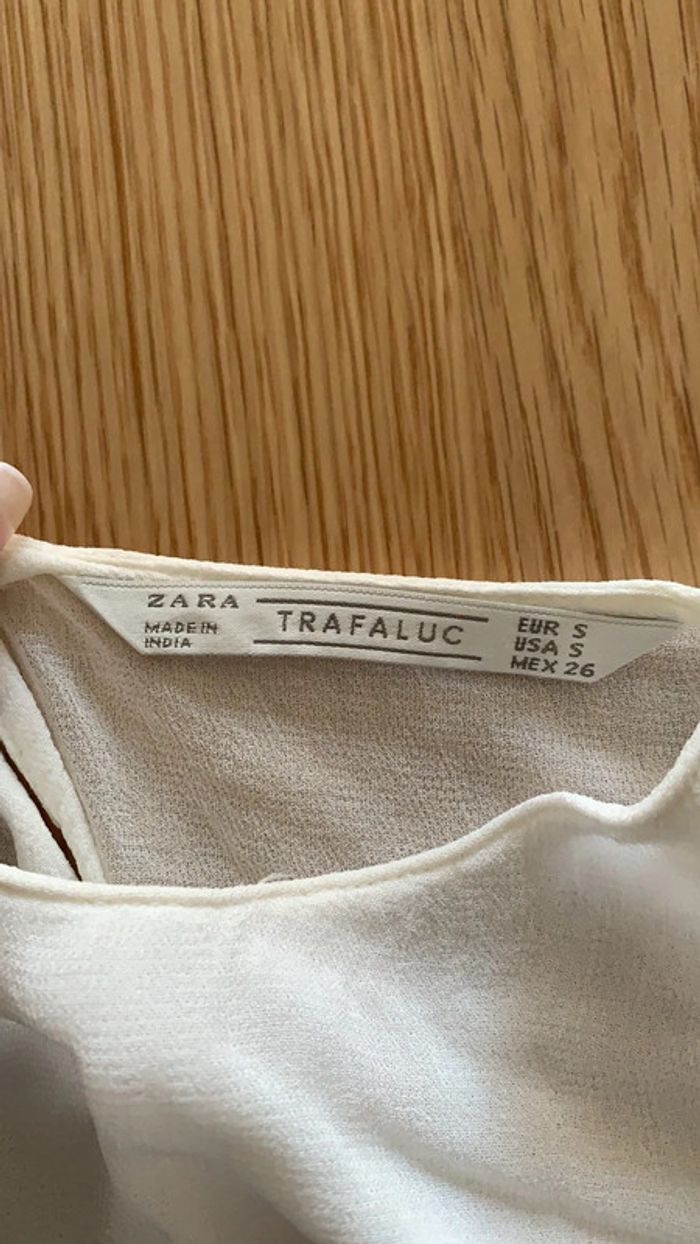 ZARA
MADE IN
INDIA
TRAFALUC
EUR S
USA S
MEX 26